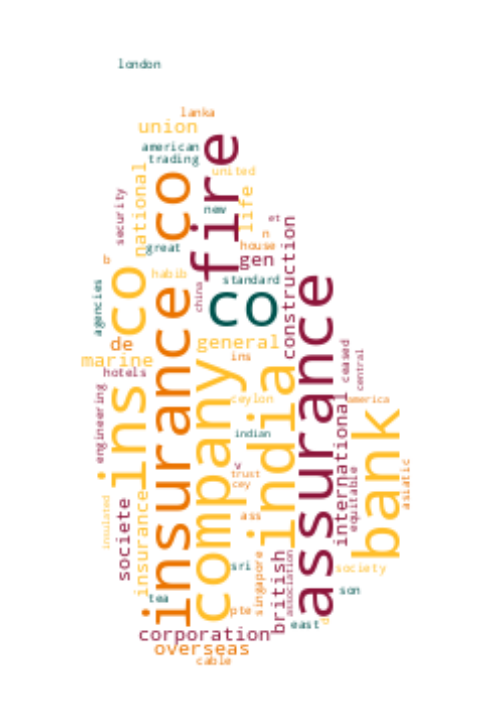 london
lanka
union
american
trading
fire
united
national
insurance co
new
life
security
et
great
n
house
gen
b
habib
standard
construction
ins co
china
co
agencies
assurance
de
general
marine
ins
ceased
central
hotels
company
india
engineering
ceylon
international
america
indian
bank
v
trust
cey
equitable
asiatic
insulated
societe
insurance
ass
british
association
singapore
sri
society
tea
son
pte
east
corporation
overseas
cable